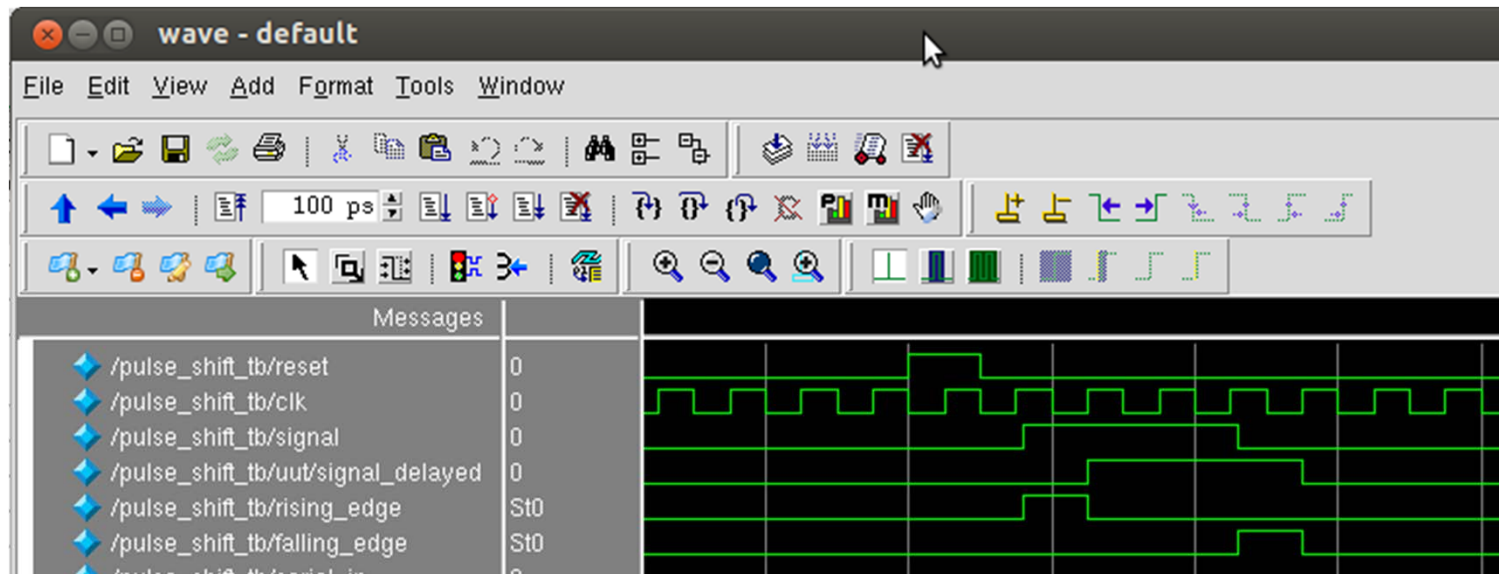 wave - default
File Edit View Add Format Tools Window
100 ps
Messages
/pulse_shift_tb/reset 0
/pulse_shift_tb/clk 0
/pulse_shift_tb/signal 0
/pulse_shift_tb/uut/signal_delayed 0
/pulse_shift_tb/rising_edge St0
/pulse_shift_tb/falling_edge St0